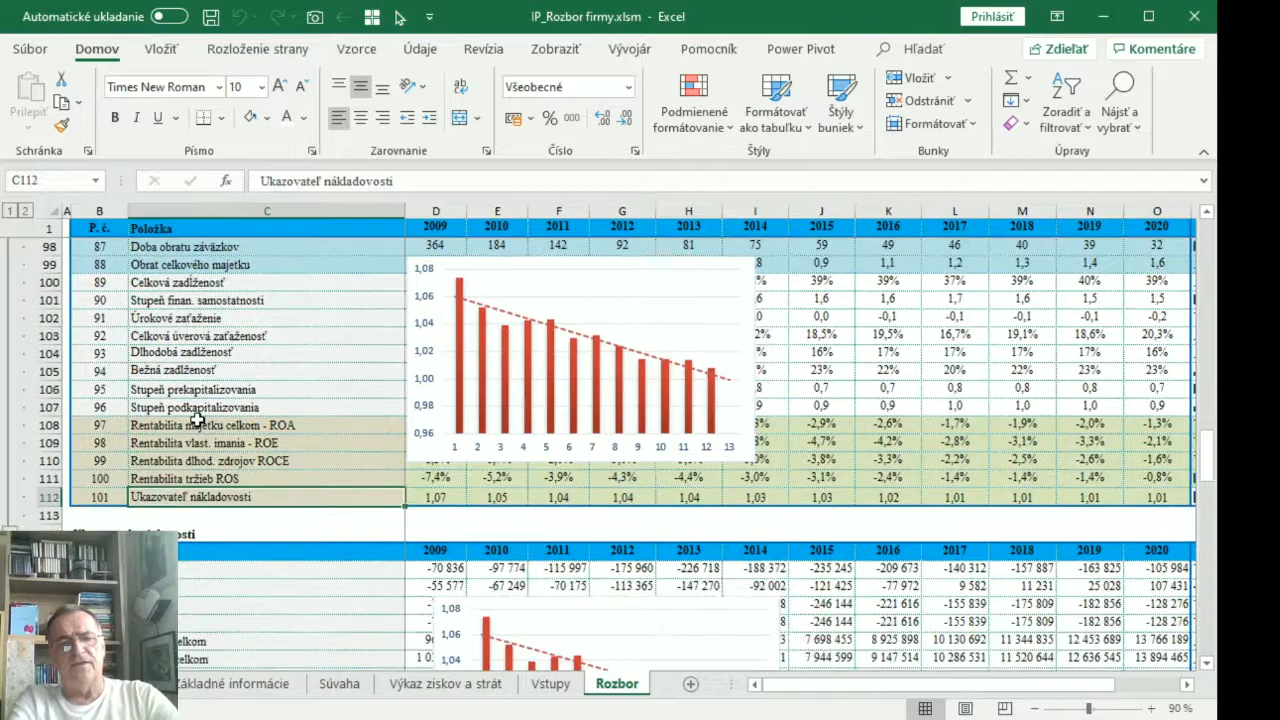 Automatické ukladanie
IP_Rozbor firmy.xlsm - Excel
Prihlásiť
Súbor Domov Vložiť Rozloženie strany Vzorce Údaje Revízia Zobraziť Vývojár Pomocník Power Pivot Hľadať Zdieľať Komentáre
Prilepiť
Times New Roman 10
Všeobecné
Podmienené formátovanie
Formátovať ako tabuľku
Štýly buniek
Vložiť
Odstrániť
Formátovať
Zoradiť a filtrovať
Nájsť a vybrať
Schránka Písmo Zarovnanie Číslo Štýly Bunky Úpravy
C112 Ukazovateľ nákladovosti
1 2 A B C D E F G H I J K L M N O
1 P. č. Položka 2009 2010 2011 2012 2013 2014 2015 2016 2017 2018 2019 2020
98 87 Doba obratu záväzkov 364 184 142 92 81 75 59 49 46 40 39 32
99 88 Obrat celkového majetku 0,9 1,1 1,2 1,3 1,4 1,6
100 89 Celková zadĺženosť 39% 39% 37% 39% 40% 39%
101 90 Stupeň finan. samostatnosti 1,6 1,6 1,7 1,6 1,5 1,5
102 91 Úrokové zaťaženie 0,0 -0,1 -0,1 -0,1 -0,1 -0,2
103 92 Celková úverová zaťaženosť 18,5% 19,5% 16,7% 19,1% 18,6% 20,3%
104 93 Dlhodobá zadĺženosť 16% 17% 17% 17% 17% 16%
105 94 Bežná zadĺženosť 23% 22% 20% 22% 23% 23%
106 95 Stupeň prekapitalizovania 0,7 0,7 0,8 0,8 0,8 0,7
107 96 Stupeň podkapitalizovania 0,9 0,9 1,0 1,0 1,0 0,9
108 97 Rentabilita majetku celkom - ROA -2,9% -2,6% -1,7% -1,9% -2,0% -1,3%
109 98 Rentabilita vlast. imania - ROE -4,7% -4,2% -2,8% -3,1% -3,3% -2,1%
110 99 Rentabilita dlhod. zdrojov ROCE -3,8% -3,3% -2,2% -2,5% -2,6% -1,6%
111 100 Rentabilita tržieb ROS -7,4% -5,2% -3,9% -4,3% -4,4% -3,0% -3,1% -2,4% -1,4% -1,4% -1,4% -0,8%
112 101 Ukazovateľ nákladovosti 1,07 1,05 1,04 1,04 1,04 1,03 1,03 1,02 1,01 1,01 1,01 1,01
113
1,08
1,06
1,04
1,02
1,00
0,98
0,96
1 2 3 4 5 6 7 8 9 10 11 12 13
2009 2010 2011 2012 2013 2014 2015 2016 2017 2018 2019 2020
-70 836 -97 774 -115 997 -175 960 -226 718 -188 372 -235 245 -209 673 -140 312 -157 887 -163 825 -105 984
-55 577 -67 249 -70 175 -113 365 -147 270 -92 002 -121 425 -77 972 9 582 11 231 25 028 107 431
-246 144 -221 616 -155 839 -175 809 -182 856 -128 276
-246 144 -221 616 -155 839 -175 809 -182 856 -128 276
7 698 455 8 925 898 10 130 692 11 344 835 12 453 689 13 766 189
7 944 599 9 147 514 10 286 531 11 520 644 12 636 545 13 894 465
1,08
1,06
1,04
Základné informácie Súvaha Výkaz ziskov a strát Vstupy Rozbor
90 %